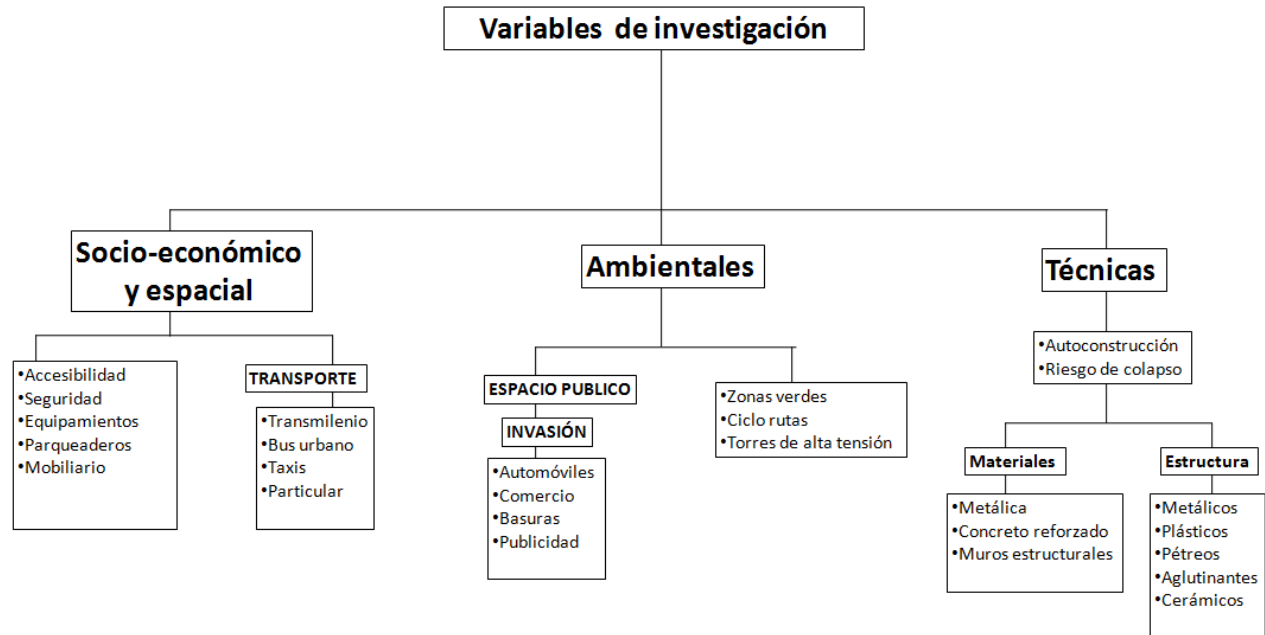 Variables de investigación
Socio-económico
y espacial
•Accesibilidad
•Seguridad
•Equipamientos
•Parqueaderos
•Mobiliario
TRANSPORTE
•Transmilenio
•Bus urbano
•Taxis
•Particular
Ambientales
ESPACIO PUBLICO
INVASIÓN
•Automóviles
•Comercio
•Basuras
•Publicidad
•Zonas verdes
•Ciclo rutas
•Torres de alta tensión
Técnicas
•Autoconstrucción
•Riesgo de colapso
Materiales
•Metálica
•Concreto reforzado
•Muros estructurales
Estructura
•Metálicos
•Plásticos
•Pétreos
•Aglutinantes
•Cerámicos